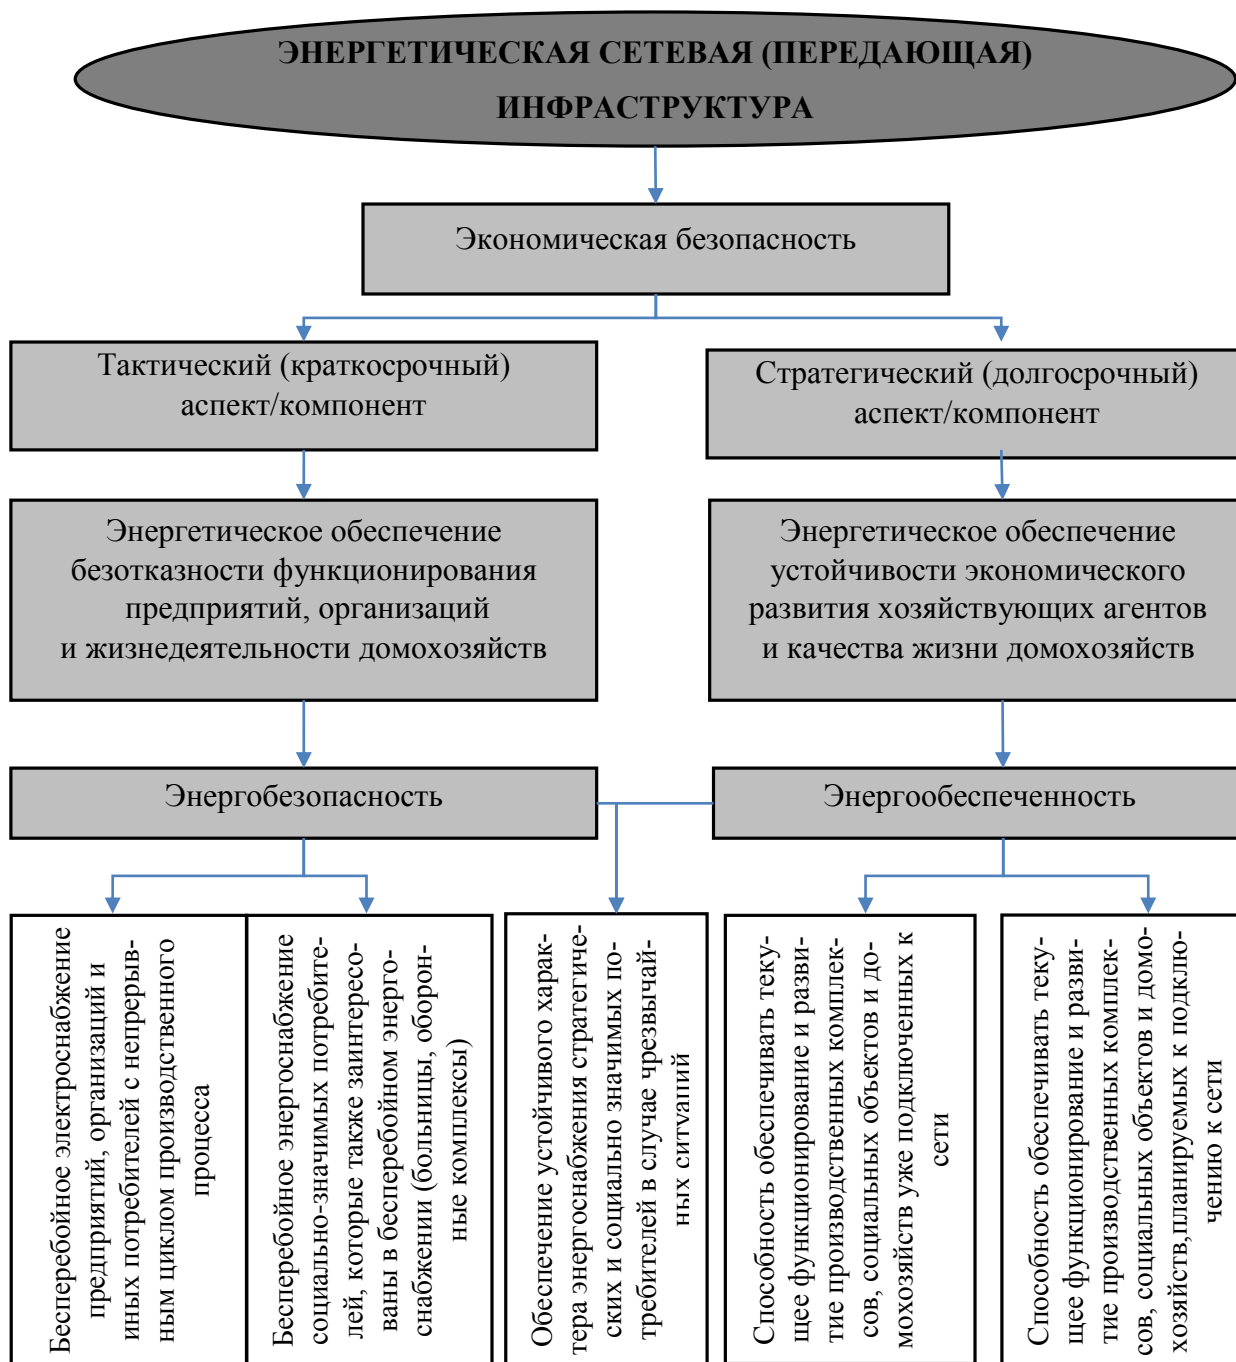 ЭНЕРГЕТИЧЕСКАЯ СЕТЕВАЯ (ПЕРЕДАЮЩАЯ)
ИНФРАСТРУКТУРА
Экономическая безопасность
Тактический (краткосрочный)
аспект/компонент
Стратегический (долгосрочный)
аспект/компонент
Энергетическое обеспечение
безотказности функционирования
предприятий, организаций
и жизнедеятельности домохозяйств
Энергетическое обеспечение
устойчивости экономического
развития хозяйствующих агентов
и качества жизни домохозяйств
Энергобезопасность
Энергообеспеченность
Бесперебойное электроснабжение
предприятий, организаций и
иных потребителей с непрерыв-
ным циклом производственного
процесса
Бесперебойное энергоснабжение
социально-значимых потребите-
лей, которые также заинтересо-
ваны в бесперебойном энерго-
снабжении (больницы, оборон-
ные комплексы)
Обеспечение устойчивого харак-
тера энергоснабжения стратегиче-
ских и социально значимых по-
требителей в случае чрезвычай-
ных ситуаций
Способность обеспечивать теку-
щее функционирование и разви-
тие производственных комплек-
сов, социальных объектов и до-
мохозяйств уже подключенных к
сети
Способность обеспечивать теку-
щее функционирование и разви-
тие производственных комплек-
сов, социальных объектов и домо-
хозяйств,планируемых к подклю-
чению к сети